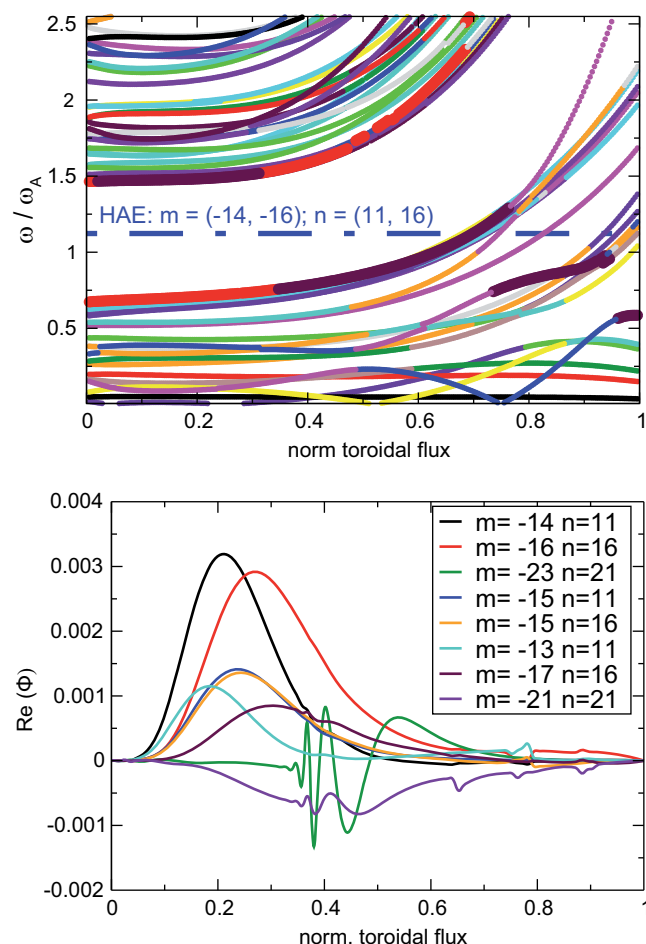 2.5
2
1.5
1
0.5
ω / ω_A
HAE: m = (-14, -16); n = (11, 16)
0 0.2 0.4 0.6 0.8 1
norm toroidal flux
0.004
0.003
0.002
0.001
0
-0.001
-0.002
Re (Φ)
m= -14 n=11
m= -16 n=16
m= -23 n=21
m= -15 n=11
m= -15 n=16
m= -13 n=11
m= -17 n=16
m= -21 n=21
0 0.2 0.4 0.6 0.8 1
norm. toroidal flux